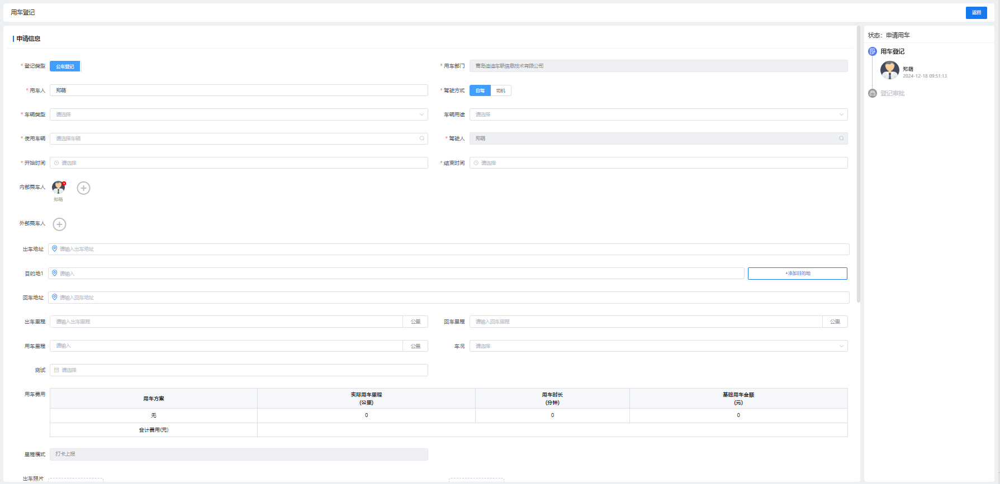 用车登记
返回
申请信息
* 登记类型 公车登记
* 用车部门 青岛迪迪车联信息技术有限公司
* 用车人 郑萌
* 驾驶方式 自驾 司机
* 车辆类型 请选择
车辆用途 请选择
* 使用车辆 请选择车辆
* 驾驶人 郑萌
* 开始时间 请选择
* 结束时间 请选择
内部乘车人
郑萌
外部乘车人
出车地址 请输入出车地址
目的地1 请输入
+添加目的地
回车地址 请输入回车地址
出车里程 请输入出车里程 公里
回车里程 请输入回车里程 公里
用车里程 请输入 公里
车况 请选择
测试 请选择
用车费用
用车方案 实际用车里程 用车时长 基础用车金额
(公里) (分钟) (元)
无 0 0 0
合计费用(元)
里程模式 打卡上报
出车照片
状态：申请用车
用车登记
郑萌
2024-12-18 09:51:13
登记审批